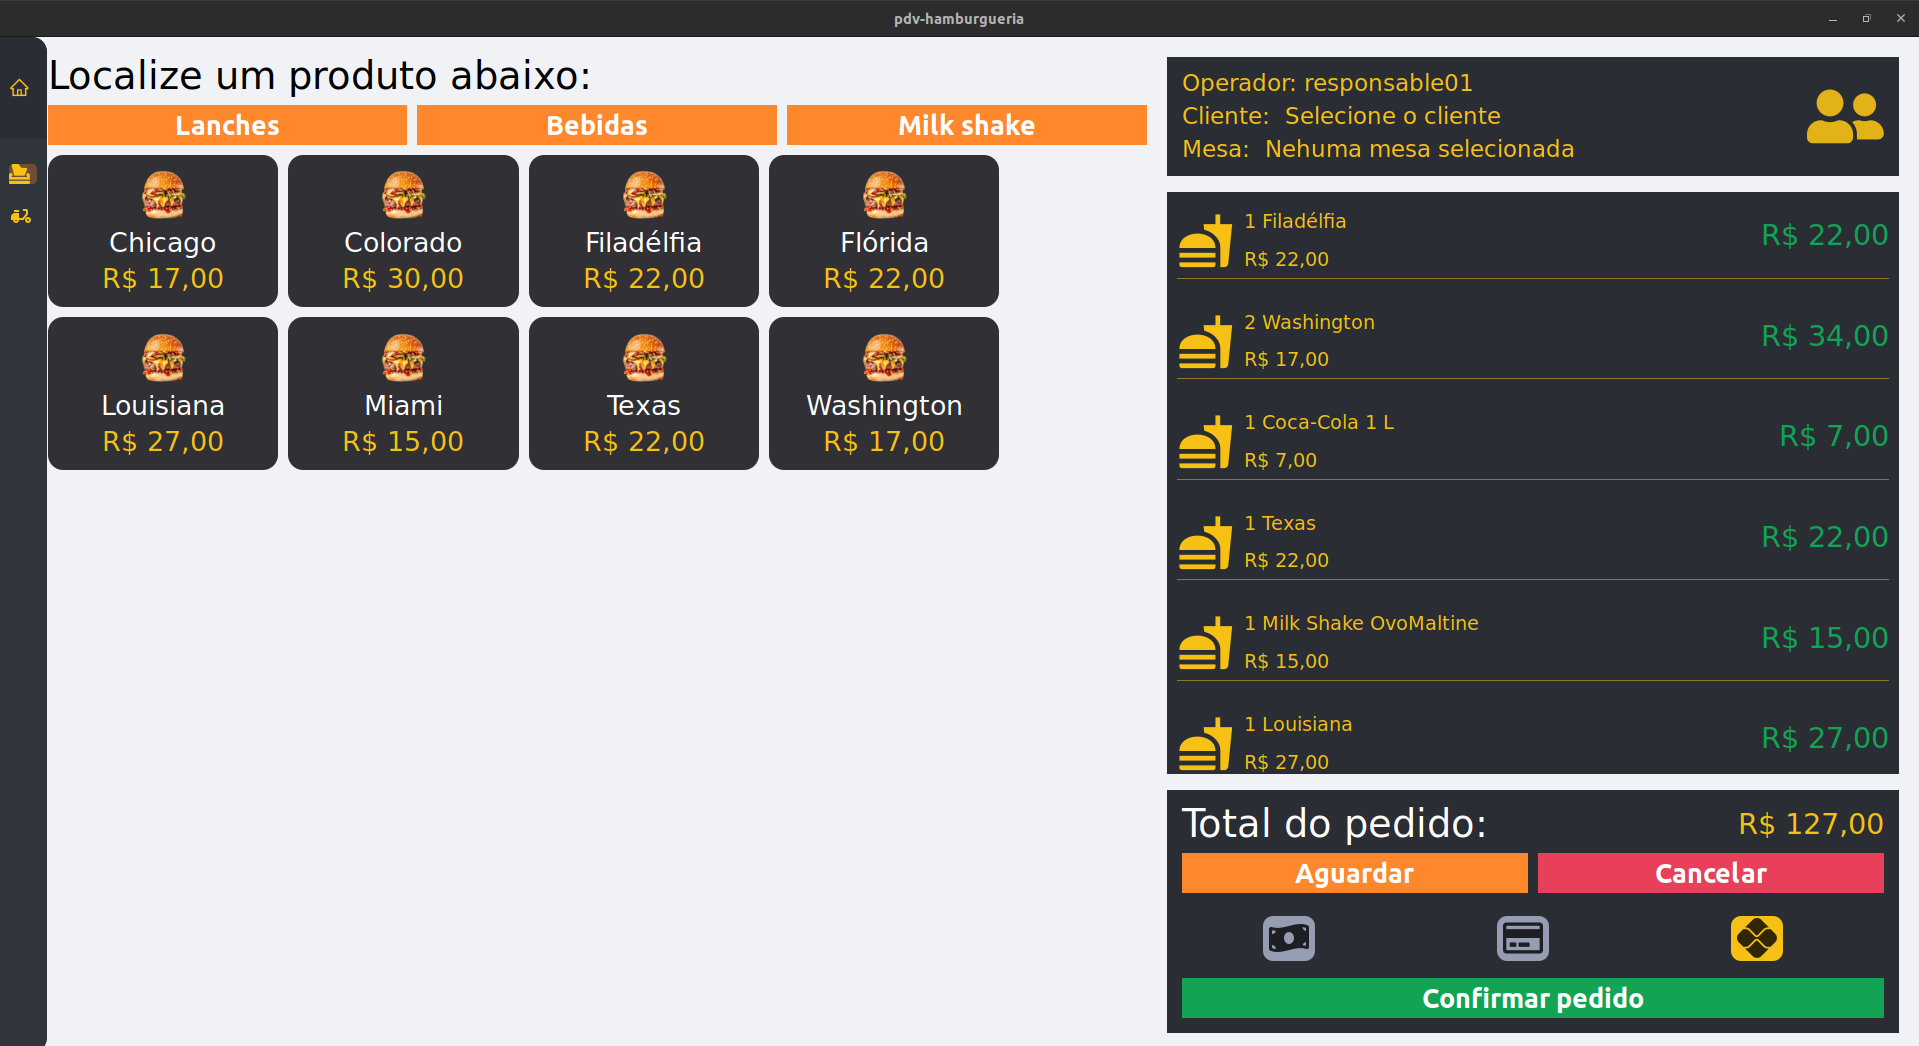 pdv-hamburgueria
Localize um produto abaixo:
Lanches
Bebidas
Milk shake
Chicago
R$ 17,00
Colorado
R$ 30,00
Filadélfia
R$ 22,00
Flórida
R$ 22,00
Louisiana
R$ 27,00
Miami
R$ 15,00
Texas
R$ 22,00
Washington
R$ 17,00
Operador: responsable01
Cliente: Selecione o cliente
Mesa: Nehuma mesa selecionada
1 Filadélfia
R$ 22,00
R$ 22,00
2 Washington
R$ 17,00
R$ 34,00
1 Coca-Cola 1 L
R$ 7,00
R$ 7,00
1 Texas
R$ 22,00
R$ 22,00
1 Milk Shake OvoMaltine
R$ 15,00
R$ 15,00
1 Louisiana
R$ 27,00
R$ 27,00
Total do pedido:
R$ 127,00
Aguardar
Cancelar
Confirmar pedido